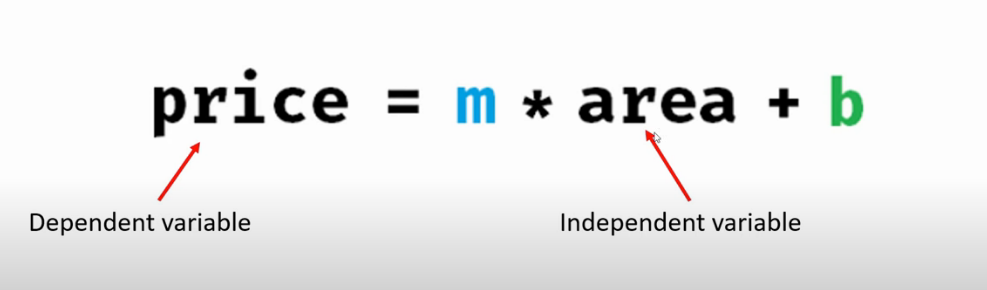 price = m * area + b
Dependent variable
Independent variable